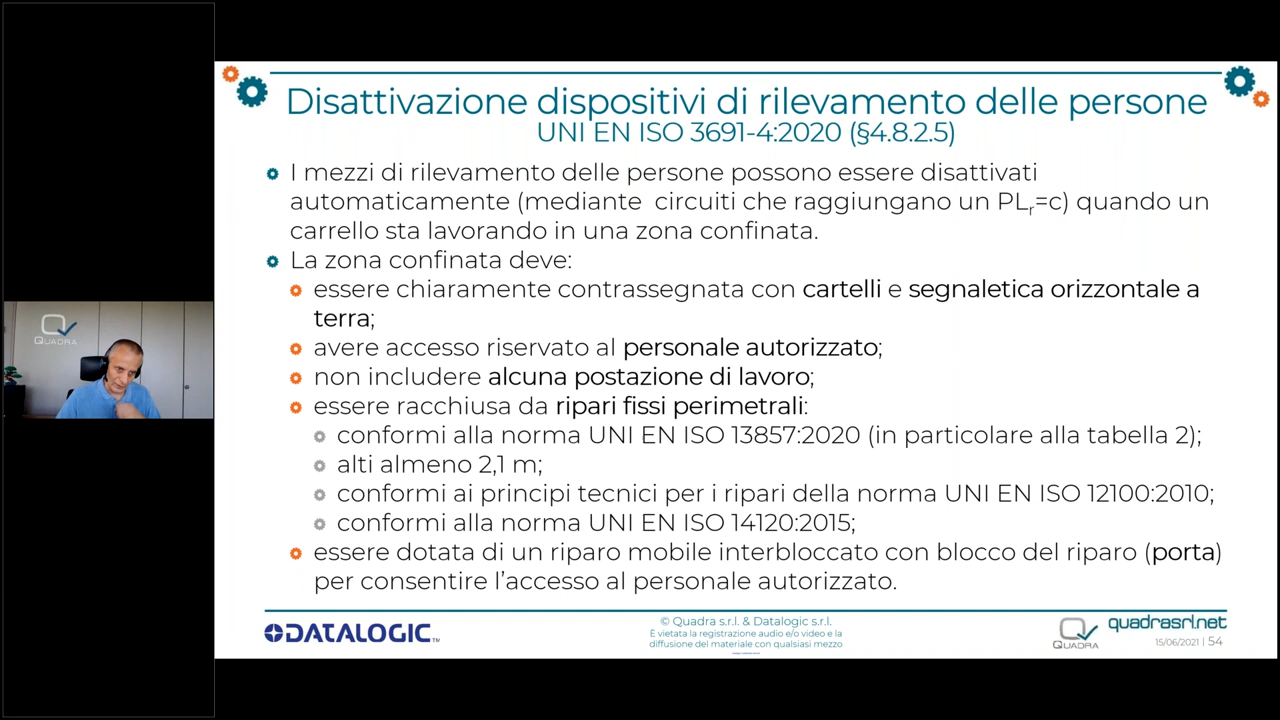 Disattivazione dispositivi di rilevamento delle persone
UNI EN ISO 3691-4:2020 (§4.8.2.5)
I mezzi di rilevamento delle persone possono essere disattivati
automaticamente (mediante circuiti che raggiungano un PLr=c) quando un
carrello sta lavorando in una zona confinata.
La zona confinata deve:
essere chiaramente contrassegnata con cartelli e segnaletica orizzontale a
terra;
avere accesso riservato al personale autorizzato;
non includere alcuna postazione di lavoro;
essere racchiusa da ripari fissi perimetrali:
conformi alla norma UNI EN ISO 13857:2020 (in particolare alla tabella 2);
alti almeno 2,1 m;
conformi ai principi tecnici per i ripari della norma UNI EN ISO 12100:2010;
conformi alla norma UNI EN ISO 14120:2015;
essere dotata di un riparo mobile interbloccato con blocco del riparo (porta)
per consentire l'accesso al personale autorizzato.
QUADRA
DATALOGIC™
© Quadra s.r.l. & Datalogic s.r.l.
È vietata la registrazione audio e/o video e la
diffusione del materiale con qualsiasi mezzo
QUADRA
quadrasrl.net
15/06/2021 | 54